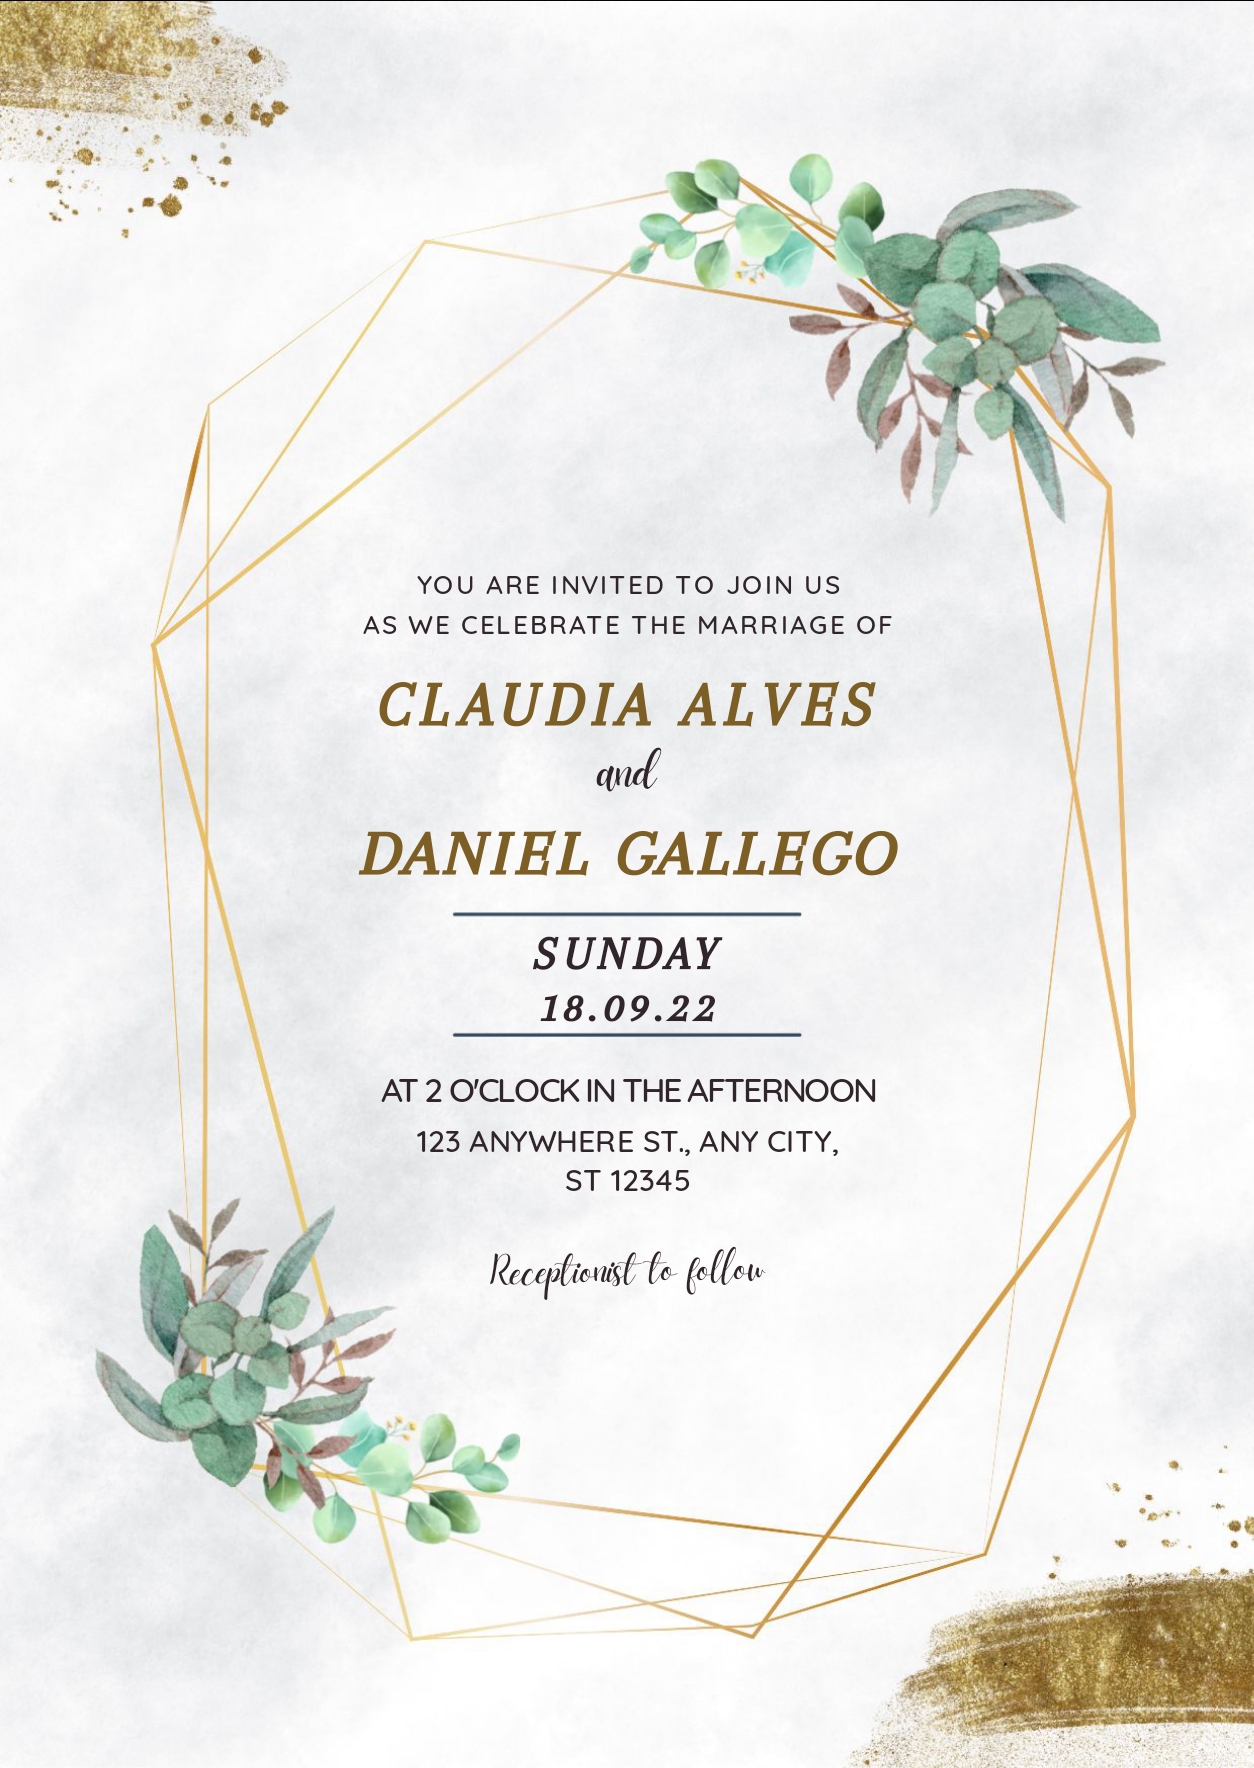 YOU ARE INVITED TO JOIN US
AS WE CELEBRATE THE MARRIAGE OF
CLAUDIA ALVES
and
DANIEL GALLEGO
SUNDAY
18.09.22
AT 2 O'CLOCK IN THE AFTERNOON
123 ANYWHERE ST., ANY CITY,
ST 12345
Receptionist to follow